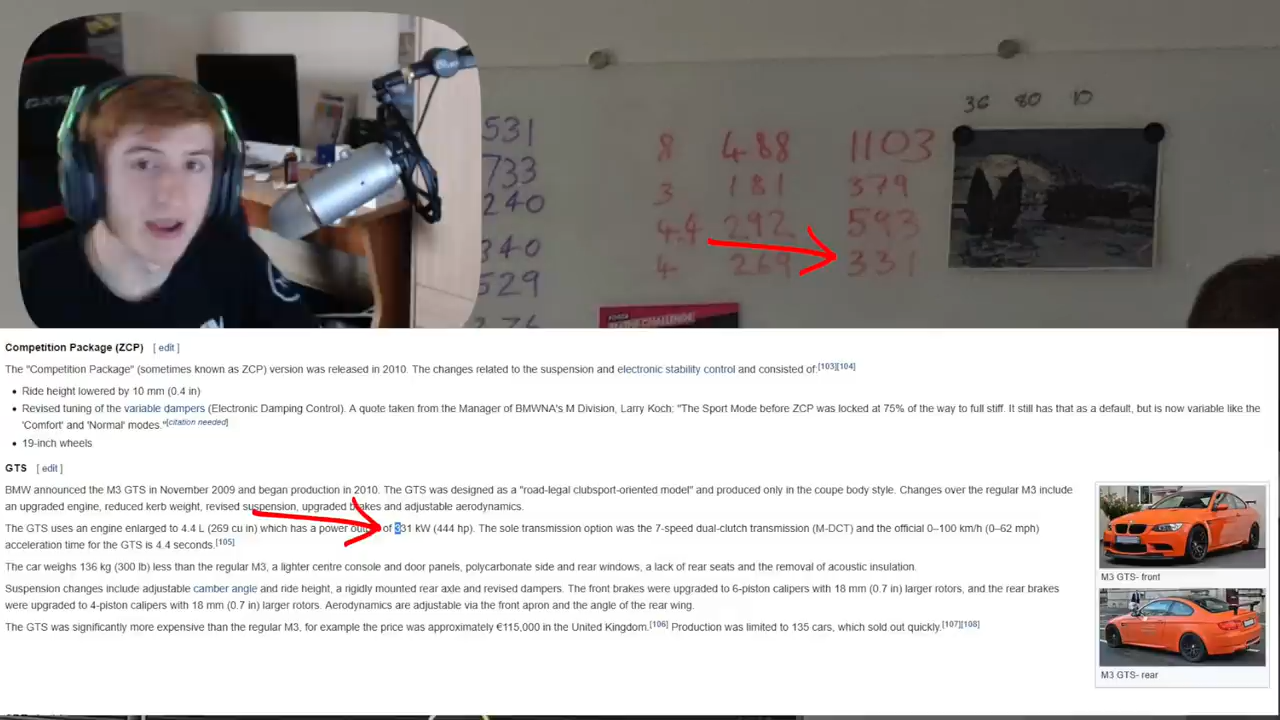 531
733
240
340
529
8 488 1103
3 181 379
4.4 292 593
4 269 331
36 80 10
Competition Package (ZCP) [ edit ]
The "Competition Package" (sometimes known as ZCP) version was released in 2010. The changes related to the suspension and electronic stability control and consisted of:[103][104]
• Ride height lowered by 10 mm (0.4 in)
• Revised tuning of the variable dampers (Electronic Damping Control). A quote taken from the Manager of BMWNA's M Division, Larry Koch: "The Sport Mode before ZCP was locked at 75% of the way to full stiff. It still has that as a default, but is now variable like the
'Comfort' and 'Normal' modes."[citation needed]
• 19-inch wheels
GTS [ edit ]
BMW announced the M3 GTS in November 2009 and began production in 2010. The GTS was designed as a "road-legal clubsport-oriented model" and produced only in the coupe body style. Changes over the regular M3 include
an upgraded engine, reduced kerb weight, revised suspension, upgraded brakes and adjustable aerodynamics.
The GTS uses an engine enlarged to 4.4 L (269 cu in) which has a power output of 331 kW (444 hp). The sole transmission option was the 7-speed dual-clutch transmission (M-DCT) and the official 0–100 km/h (0–62 mph)
acceleration time for the GTS is 4.4 seconds.[105]
The car weighs 136 kg (300 lb) less than the regular M3, a lighter centre console and door panels, polycarbonate side and rear windows, a lack of rear seats and the removal of acoustic insulation.
Suspension changes include adjustable camber angle and ride height, a rigidly mounted rear axle and revised dampers. The front brakes were upgraded to 6-piston calipers with 18 mm (0.7 in) larger rotors, and the rear brakes
were upgraded to 4-piston calipers with 18 mm (0.7 in) larger rotors. Aerodynamics are adjustable via the front apron and the angle of the rear wing.
The GTS was significantly more expensive than the regular M3, for example the price was approximately €115,000 in the United Kingdom.[106] Production was limited to 135 cars, which sold out quickly.[107][108]
M3 GTS- front
M3 GTS- rear